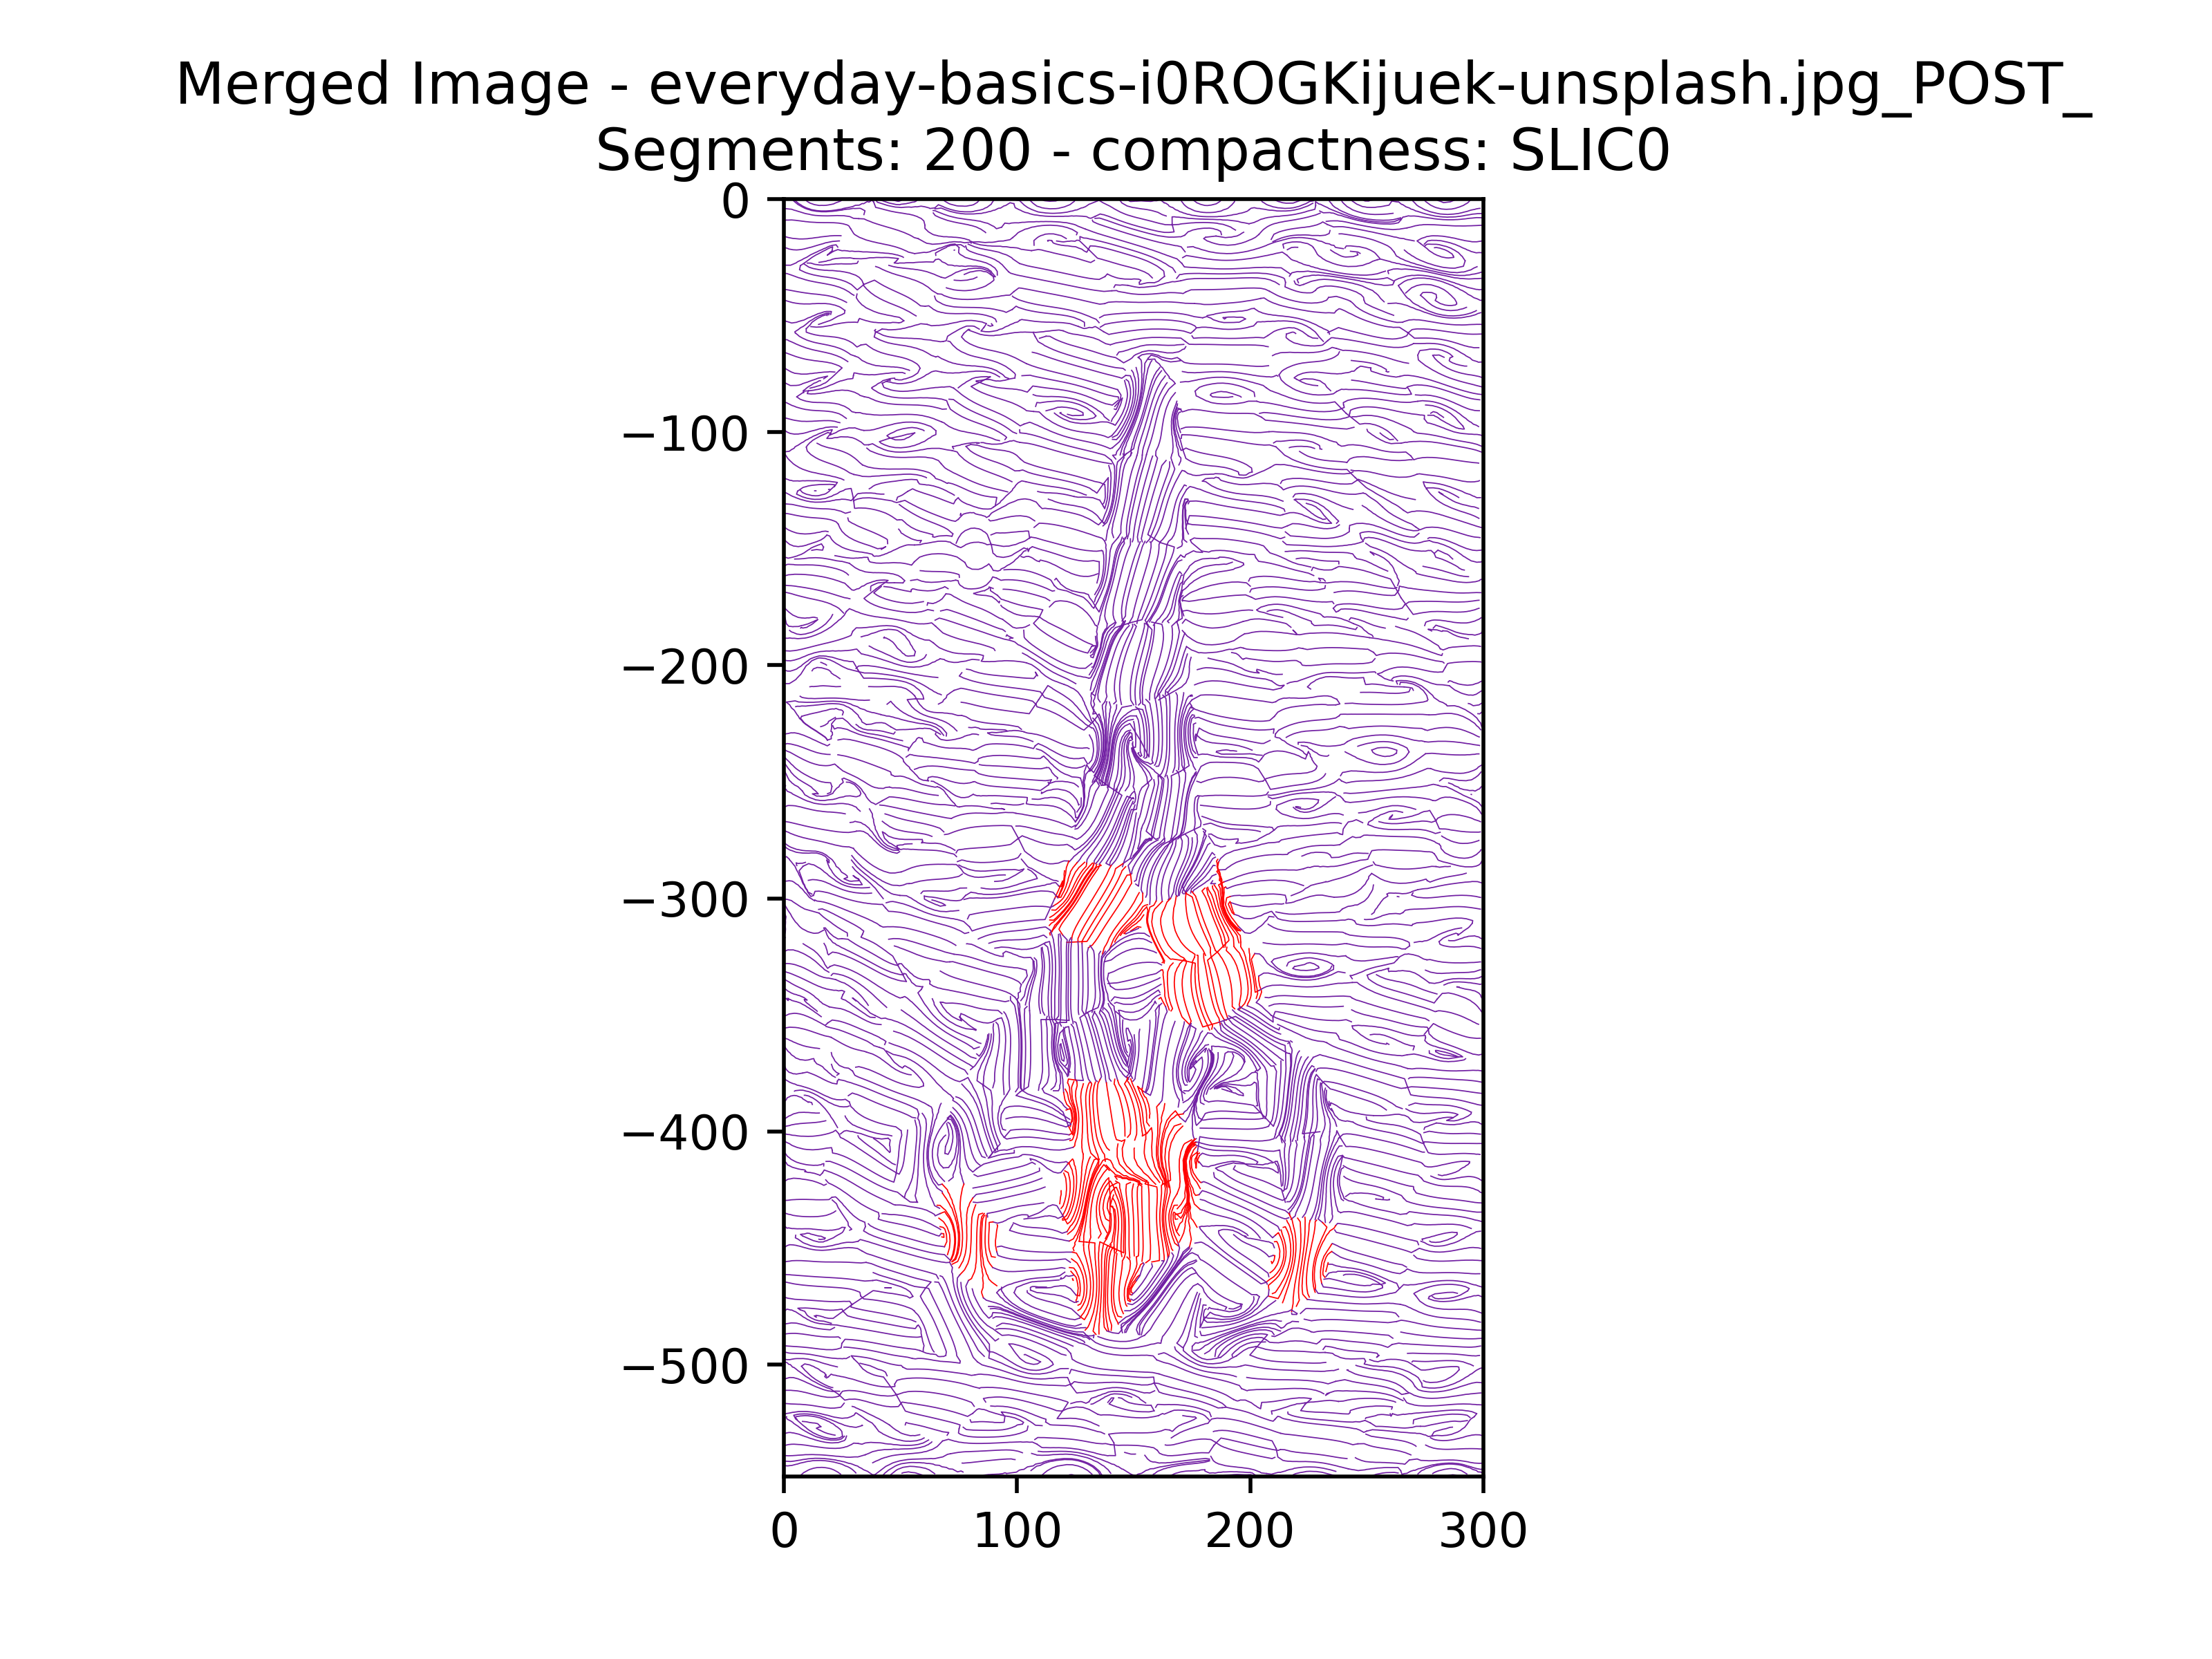 Merged Image - everyday-basics-i0ROGKijuek-unsplash.jpg_POST_
Segments: 200 - compactness: SLIC0
0
−100
−200
−300
−400
−500
0 100 200 300